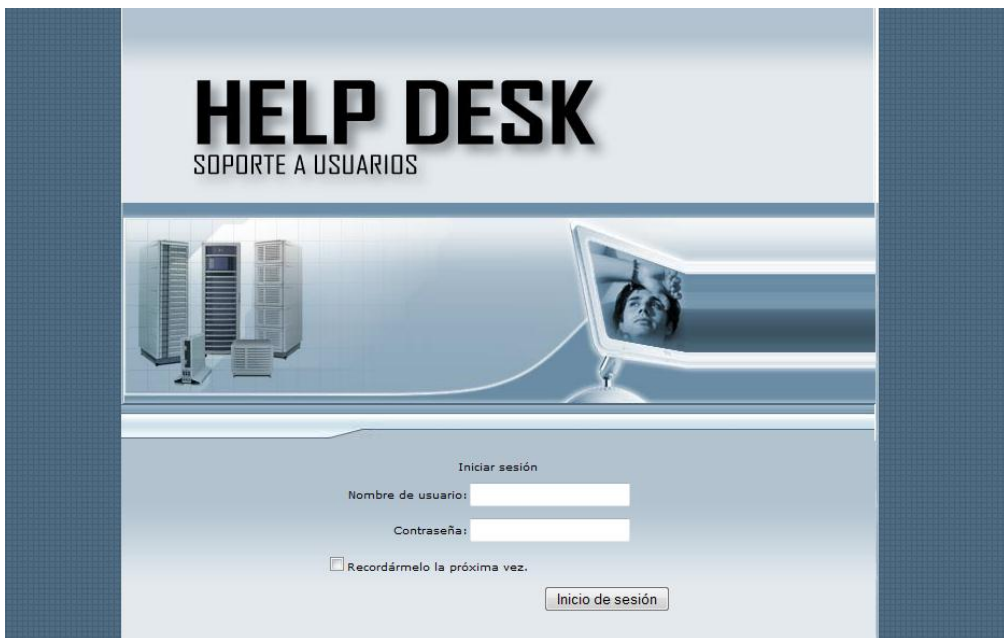 HELP DESK
SOPORTE A USUARIOS
Iniciar sesión
Nombre de usuario:
Contraseña:
Recordármelo la próxima vez.
Inicio de sesión